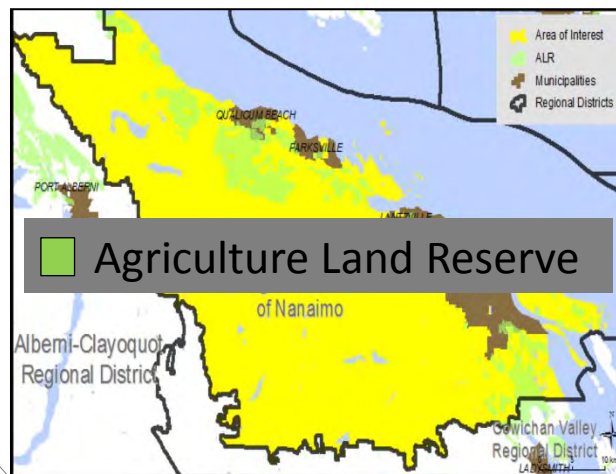 Area of Interest
ALR
Municipalities
Regional Districts
QUALICUM BEACH
PARKSVILLE
PORT ALBERNI
Agriculture Land Reserve
of Nanaimo
Alberni-Clayoquot
Regional District
Cowichan Valley
Regional District
LADYSMITH